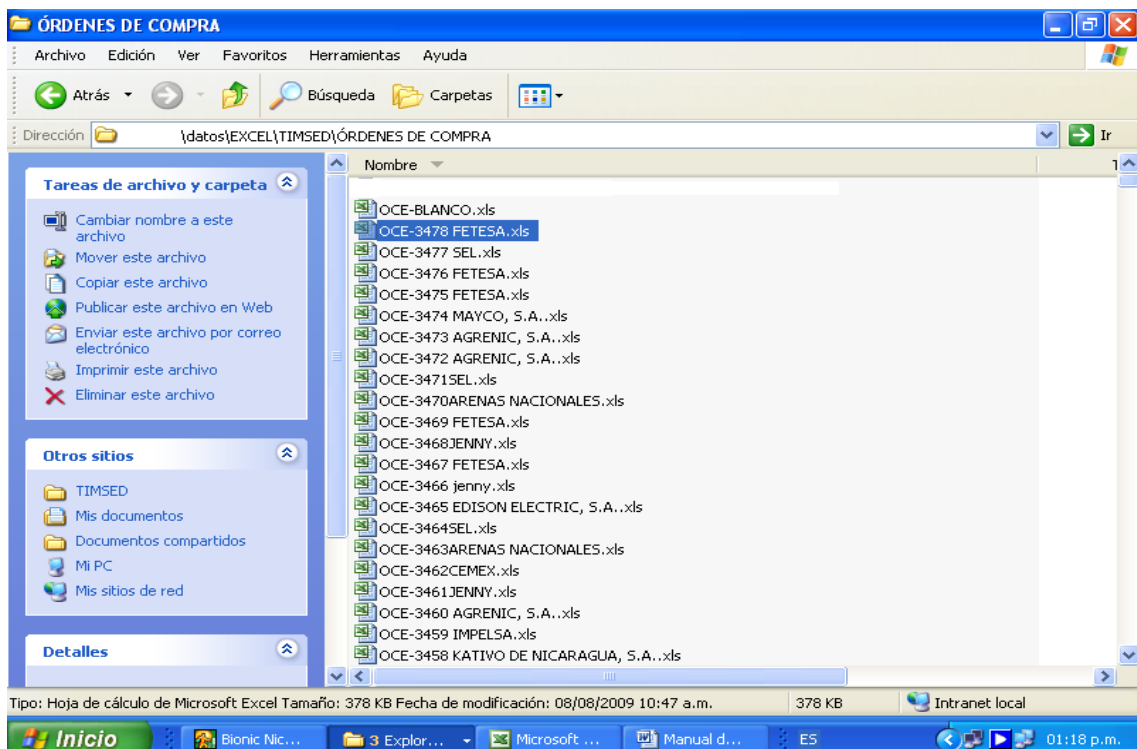 ÓRDENES DE COMPRA
Archivo Edición Ver Favoritos Herramientas Ayuda
Atrás Búsqueda Carpetas
Dirección \datos\EXCEL\TIMSED\ÓRDENES DE COMPRA Ir
Nombre
Tareas de archivo y carpeta
Cambiar nombre a este
archivo
Mover este archivo
Copiar este archivo
Publicar este archivo en Web
Enviar este archivo por correo
electrónico
Imprimir este archivo
Eliminar este archivo
Otros sitios
TIMSED
Mis documentos
Documentos compartidos
Mi PC
Mis sitios de red
Detalles
OCE-BLANCO.xls
OCE-3478 FETESA.xls
OCE-3477 SEL.xls
OCE-3476 FETESA.xls
OCE-3475 FETESA.xls
OCE-3474 MAYCO, S.A..xls
OCE-3473 AGRENIC, S.A..xls
OCE-3472 AGRENIC, S.A..xls
OCE-3471SEL.xls
OCE-3470ARENAS NACIONALES.xls
OCE-3469 FETESA.xls
OCE-3468JENNY.xls
OCE-3467 FETESA.xls
OCE-3466 jenny.xls
OCE-3465 EDISON ELECTRIC, S.A..xls
OCE-3464SEL.xls
OCE-3463ARENAS NACIONALES.xls
OCE-3462CEMEX.xls
OCE-3461JENNY.xls
OCE-3460 AGRENIC, S.A..xls
OCE-3459 IMPELSA.xls
OCE-3458 KATIVO DE NICARAGUA, S.A..xls
Tipo: Hoja de cálculo de Microsoft Excel Tamaño: 378 KB Fecha de modificación: 08/08/2009 10:47 a.m. 378 KB Intranet local
Inicio Bionic Nic... 3 Explor... Microsoft ... Manual d... ES 01:18 p.m.